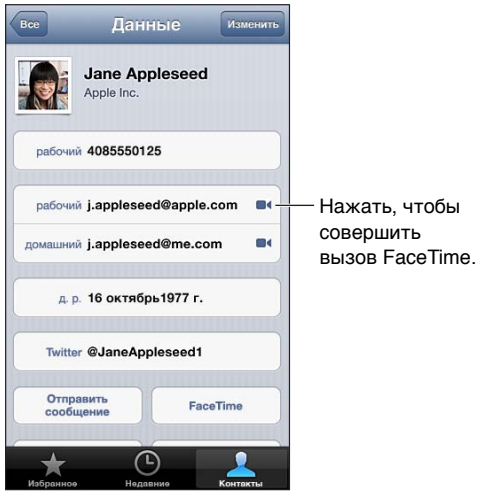 Все Данные Изменить
Jane Appleseed
Apple Inc.
рабочий 4085550125
рабочий j.appleseed@apple.com
домашний j.appleseed@me.com
д. р. 16 октябрь1977 г.
Twitter @JaneAppleseed1
Отправить
сообщение
FaceTime
Избранное Недавние Контакты
Нажать, чтобы
совершить
вызов FaceTime.